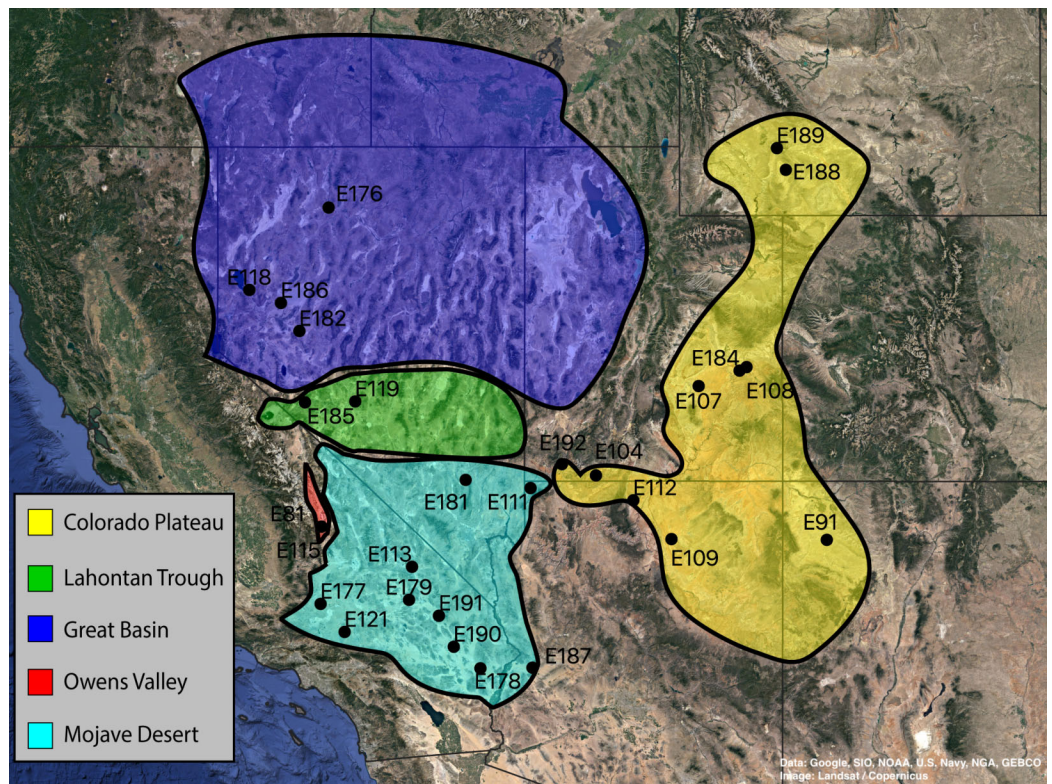 E189
E188
E176
E118
E186
E182
E184
E108
E107
E119
E185
E192
E104
E181
E111
E112
E81
E115
E91
E109
E113
E177
E179
E191
E121
E190
E187
E178
Colorado Plateau
Lahontan Trough
Great Basin
Owens Valley
Mojave Desert
Data: Google, SIO, NOAA, U.S. Navy, NGA, GEBCO
Image: Landsat / Copernicus